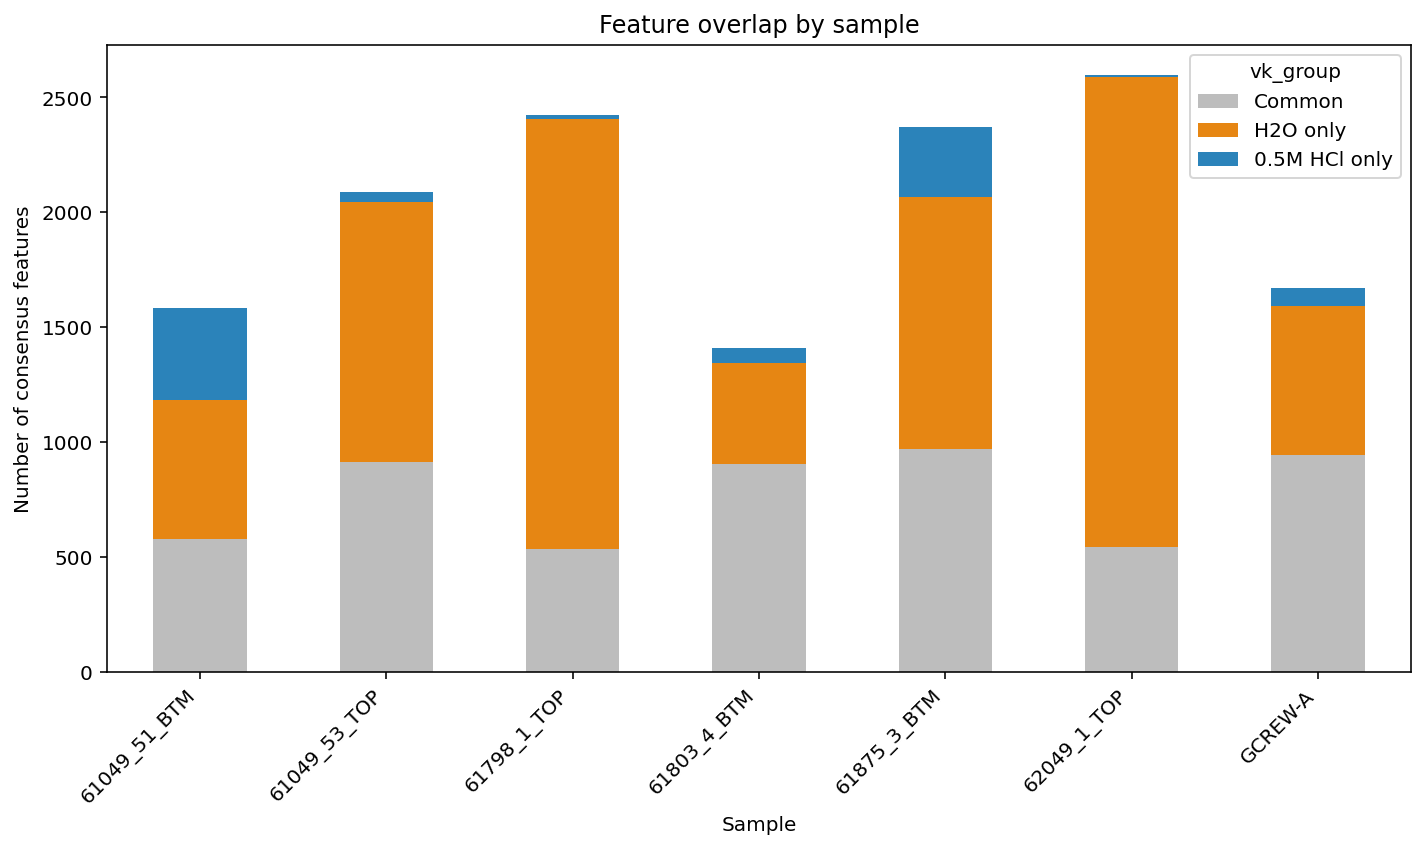 Feature overlap by sample
vk_group
Common
H2O only
0.5M HCl only
Number of consensus features
2500
2000
1500
1000
500
0
61049_51_BTM
61049_53_TOP
61798_1_TOP
61803_4_BTM
61875_3_BTM
62049_1_TOP
GCREW-A
Sample